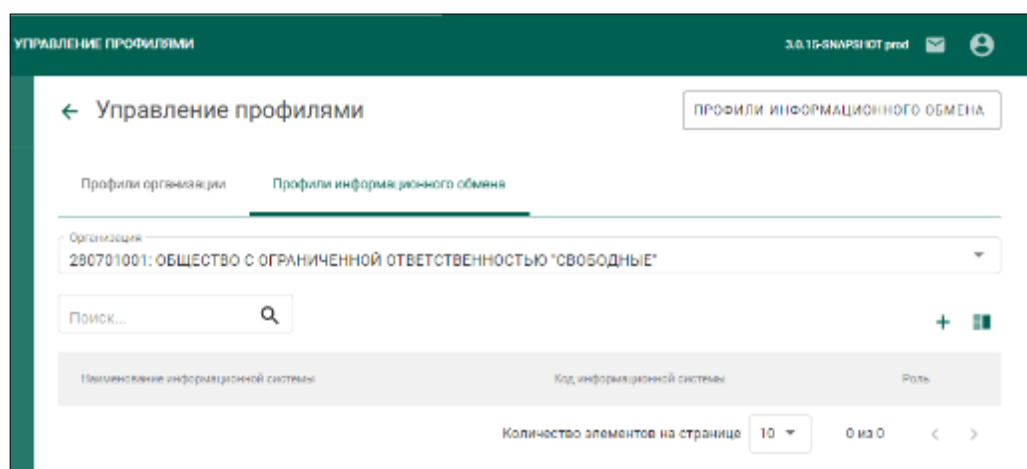 УПРАВЛЕНИЕ ПРОФИЛЯМИ 3.0.15-SNAPSHOT prod
Управление профилями ПРОФИЛИ ИНФОРМАЦИОННОГО ОБМЕНА
Профили организации Профили информационного обмена
Организация
280701001: ОБЩЕСТВО С ОГРАНИЧЕННОЙ ОТВЕТСТВЕННОСТЬЮ "СВОБОДНЫЕ"
Поиск...
Наименование информационной системы Код информационной системы Роль
Количество элементов на странице 10 0 из 0